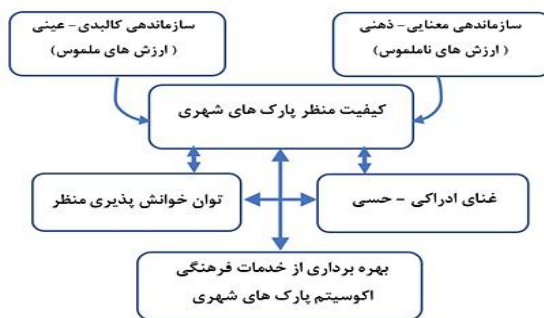 سازماندهی معنایی- ذهنی
( ارزش های ناملموس)
سازماندهی کالبدی- عینی
(ارزش های ملموس)
کیفیت منظر پارک های شهری
غنای ادراکی - حسی
توان خوانش پذیری منظر
بهره برداری از خدمات فرهنگی
اکوسیتم پارک های شهری